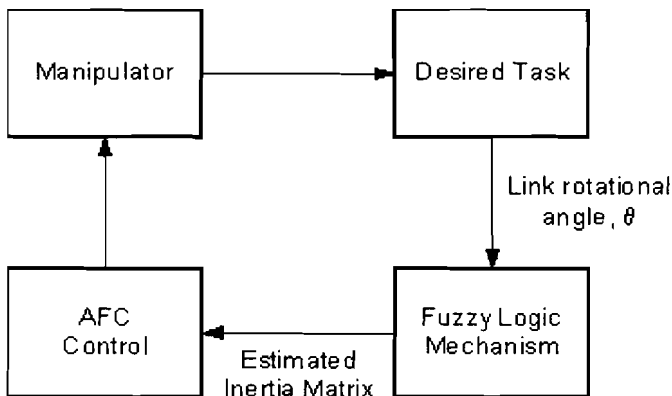 Manipulator
Desired Task
Link rotational
angle, θ
AFC
Control
Fuzzy Logic
Mechanism
Estimated
Inertia Matrix